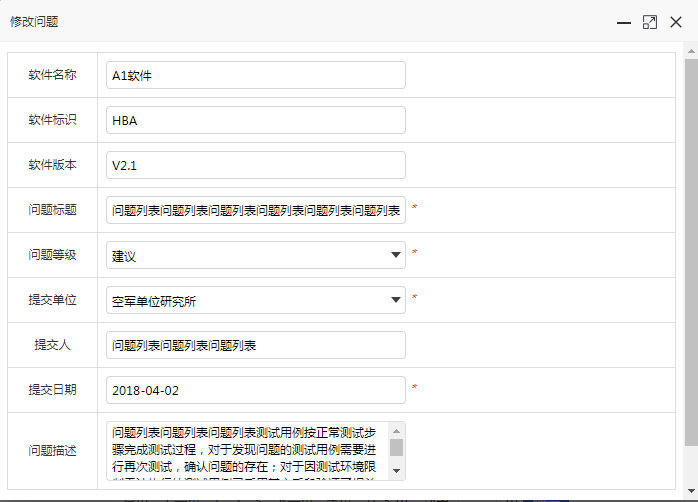 修改问题
软件名称 A1软件
软件标识 HBA
软件版本 V2.1
问题标题 问题列表问题列表问题列表问题列表问题列表问题列表 *
问题等级 建议 *
提交单位 空军单位研究所 *
提交人 问题列表问题列表问题列表
提交日期 2018-04-02 *
问题描述
问题列表问题列表问题列表测试用例按正常测试步
骤完成测试过程，对于发现问题的测试用例需要进
行再次测试，确认问题的存在；对于因测试环境限